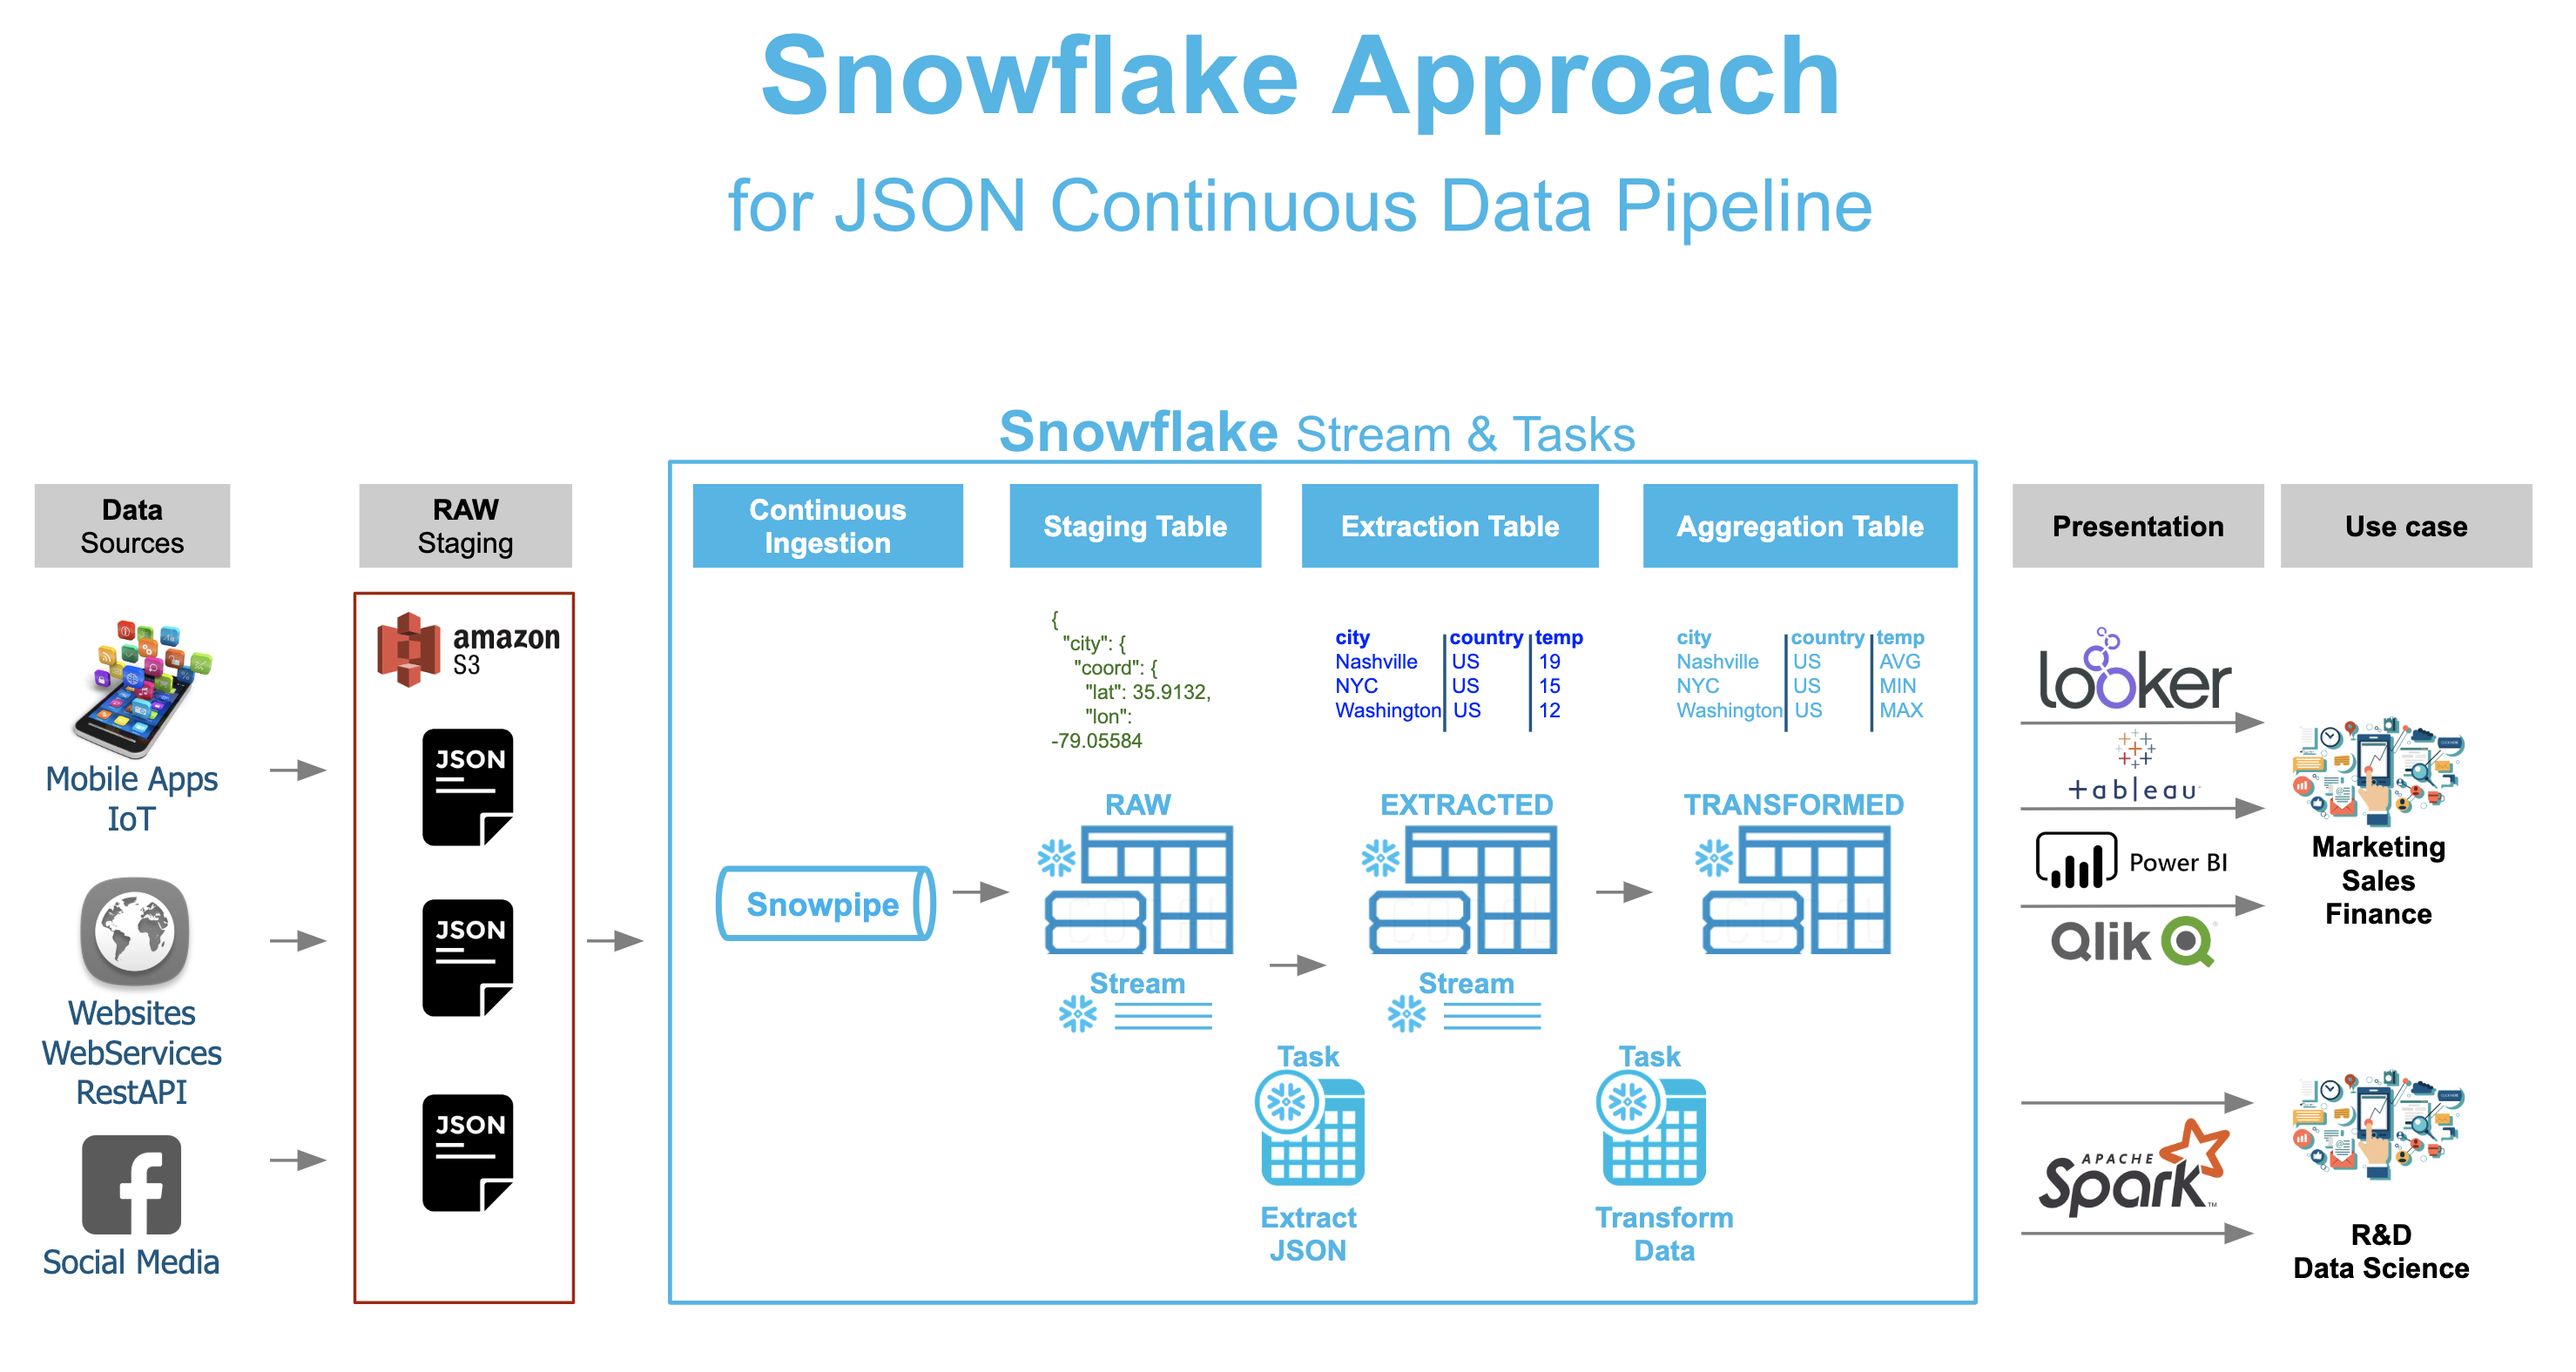 Snowflake Approach
for JSON Continuous Data Pipeline
Snowflake Stream & Tasks
Data
Sources
RAW
Staging
Continuous
Ingestion
Staging Table
Extraction Table
Aggregation Table
Presentation
Use case
Mobile Apps
IoT
Websites
WebServices
RestAPI
Social Media
amazon
S3
JSON
JSON
JSON
Snowpipe
{
"city": {
"coord": {
"lat": 35.9132,
"lon":
-79.05584
RAW
Stream
Task
Extract
JSON
city country temp
Nashville US 19
NYC US 15
Washington US 12
EXTRACTED
Stream
Task
Transform
Data
city country temp
Nashville US AVG
NYC US MIN
Washington US MAX
TRANSFORMED
looker
+ableau
Power BI
Qlik
APACHE
Spark™
Marketing
Sales
Finance
R&D
Data Science